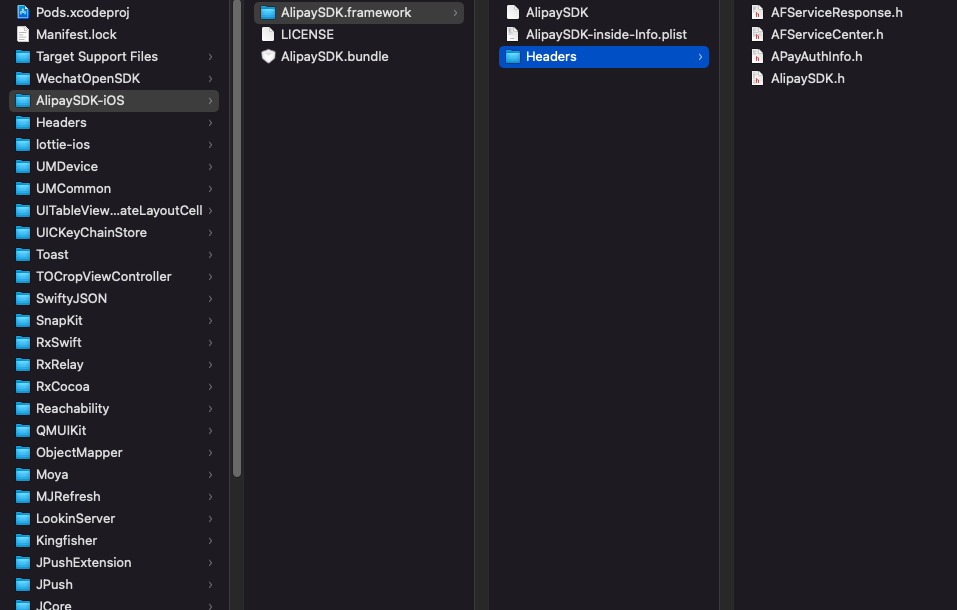 Pods.xcodeproj
Manifest.lock
Target Support Files
WechatOpenSDK
AlipaySDK-iOS
Headers
lottie-ios
UMDevice
UMCommon
UITableView...ateLayoutCell
UICKeyChainStore
Toast
TOCropViewController
SwiftyJSON
SnapKit
RxSwift
RxRelay
RxCocoa
Reachability
QMUIKit
ObjectMapper
Moya
MJRefresh
LookinServer
Kingfisher
JPushExtension
JPush
JCore
AlipaySDK.framework
LICENSE
AlipaySDK.bundle
AlipaySDK
AlipaySDK-inside-Info.plist
Headers
AFServiceResponse.h
AFServiceCenter.h
APayAuthInfo.h
AlipaySDK.h